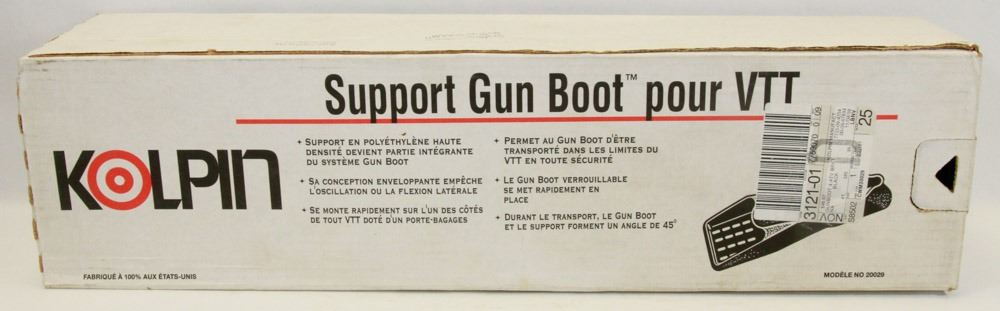 Support Gun Boot™ pour VTT
KOLPIN
+ SUPPORT EN POLYÉTHYLÈNE HAUTE
DENSITÉ DEVIENT PARTIE INTÉGRANTE
DU SYSTÈME GUN BOOT
+ SA CONCEPTION ENVELOPPANTE EMPÊCHE
L'OSCILLATION OU LA FLEXION LATÉRALE
+ SE MONTE RAPIDEMENT SUR L'UN DES CÔTÉS
DE TOUT VTT DOTÉ D'UN PORTE-BAGAGES
+ PERMET AU GUN BOOT D'ÊTRE
TRANSPORTÉ DANS LES LIMITES DU
VTT EN TOUTE SÉCURITÉ
+ LE GUN BOOT VERROUILLABLE
SE MET RAPIDEMENT EN
PLACE
+ DURANT LE TRANSPORT, LE GUN BOOT
ET LE SUPPORT FORMENT UN ANGLE DE 45°
3121-01
25
58602
FABRIQUÉ À 100% AUX ÉTATS-UNIS
MODÈLE NO 20029